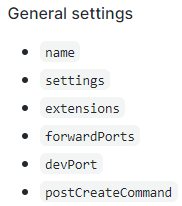 General settings
name
settings
extensions
forwardPorts
devPort
postCreateCommand